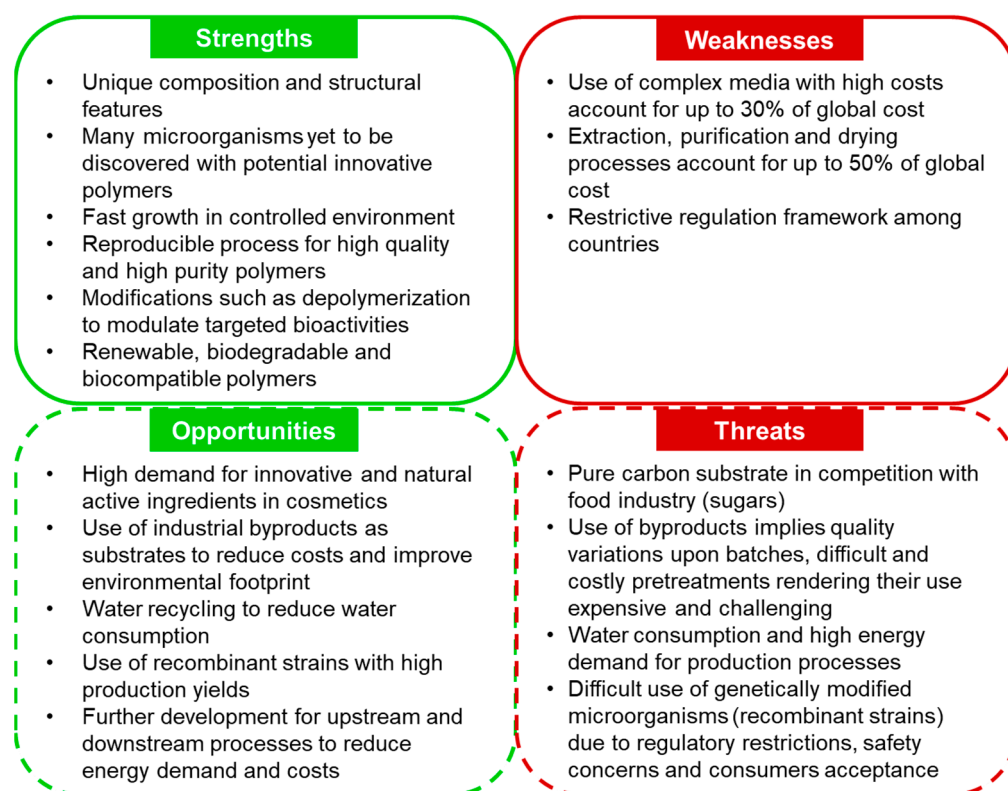 Strengths
• Unique composition and structural
features
• Many microorganisms yet to be
discovered with potential innovative
polymers
• Fast growth in controlled environment
• Reproducible process for high quality
and high purity polymers
• Modifications such as depolymerization
to modulate targeted bioactivities
• Renewable, biodegradable and
biocompatible polymers
Weaknesses
• Use of complex media with high costs
account for up to 30% of global cost
• Extraction, purification and drying
processes account for up to 50% of global
cost
• Restrictive regulation framework among
countries
Opportunities
• High demand for innovative and natural
active ingredients in cosmetics
• Use of industrial byproducts as
substrates to reduce costs and improve
environmental footprint
• Water recycling to reduce water
consumption
• Use of recombinant strains with high
production yields
• Further development for upstream and
downstream processes to reduce
energy demand and costs
Threats
• Pure carbon substrate in competition with
food industry (sugars)
• Use of byproducts implies quality
variations upon batches, difficult and
costly pretreatments rendering their use
expensive and challenging
• Water consumption and high energy
demand for production processes
• Difficult use of genetically modified
microorganisms (recombinant strains)
due to regulatory restrictions, safety
concerns and consumers acceptance